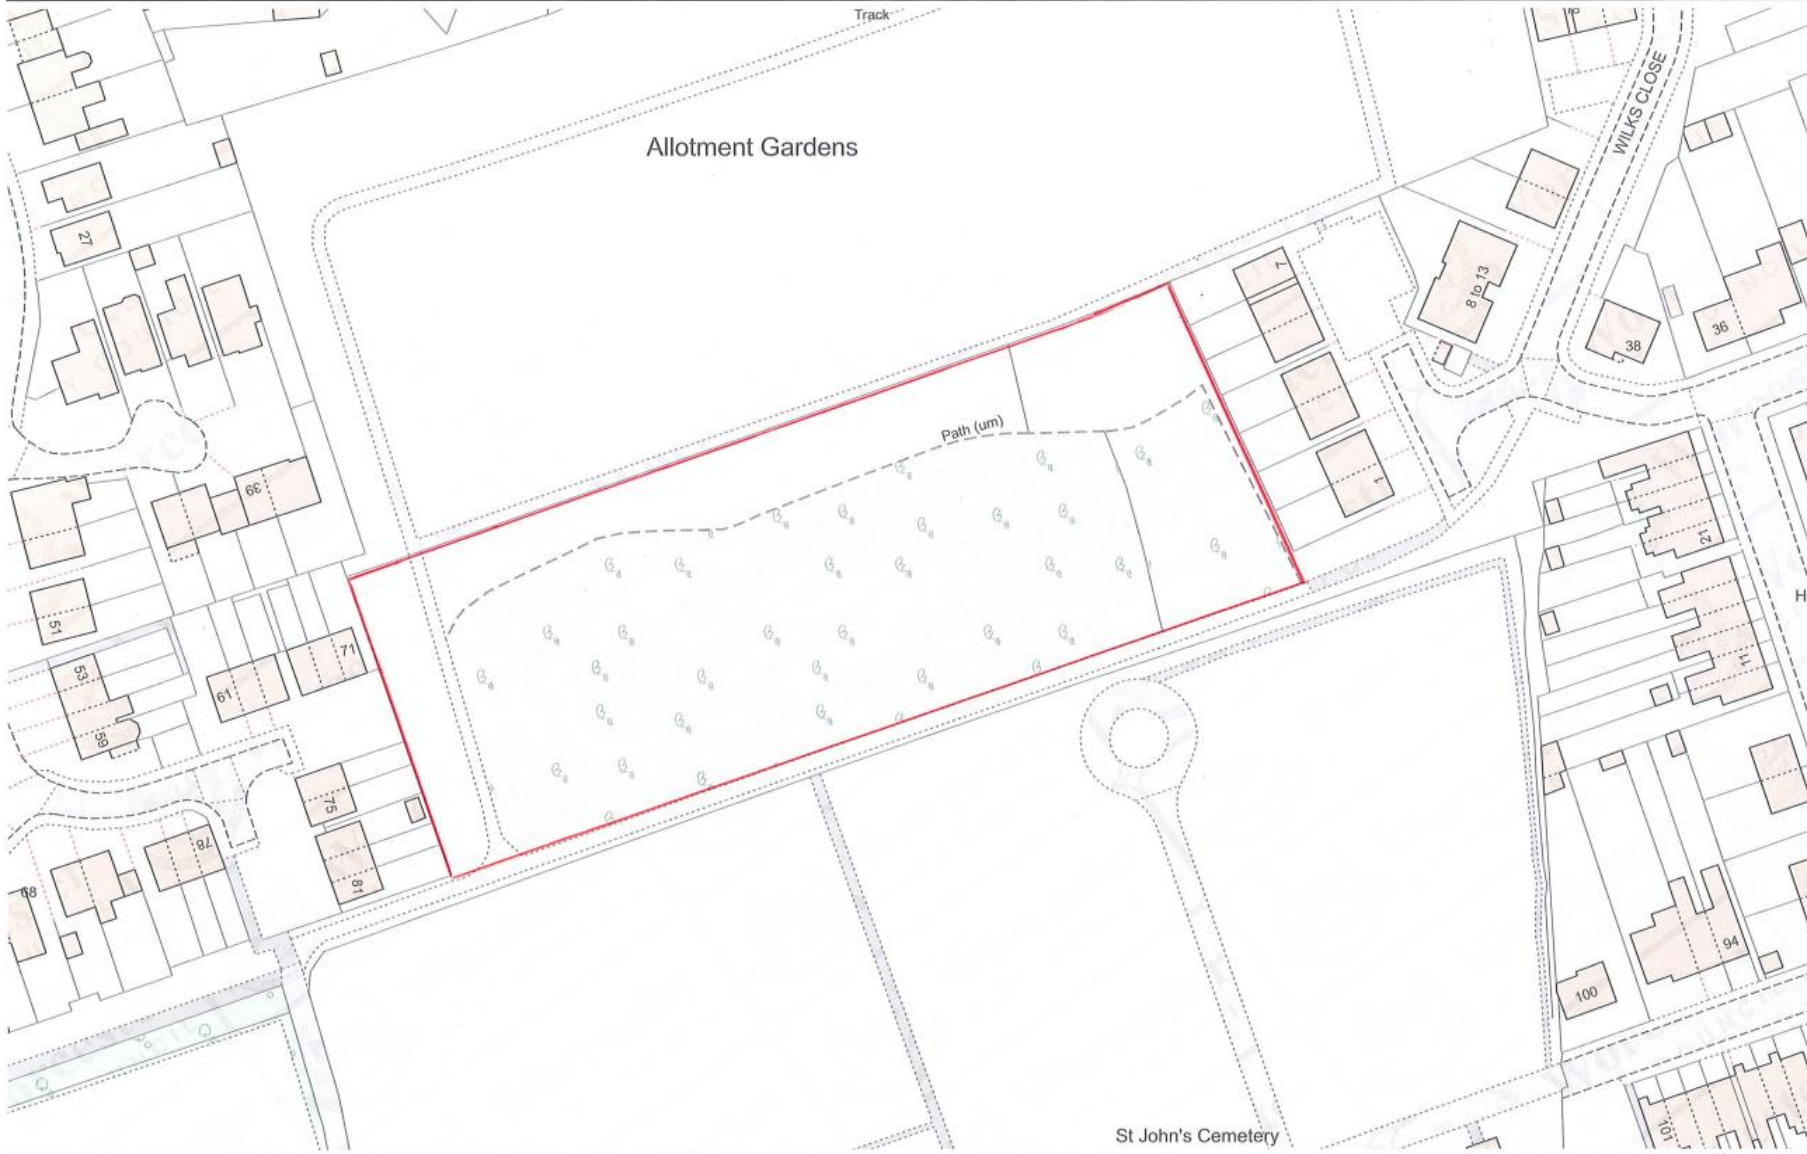 Track
Allotment Gardens
WILKS CLOSE
27
7
8 to 13
36
38
Path (um)
39
1
21
51
71
53
61
11
59
75
78
81
68
94
100
H
St John's Cemetery
101